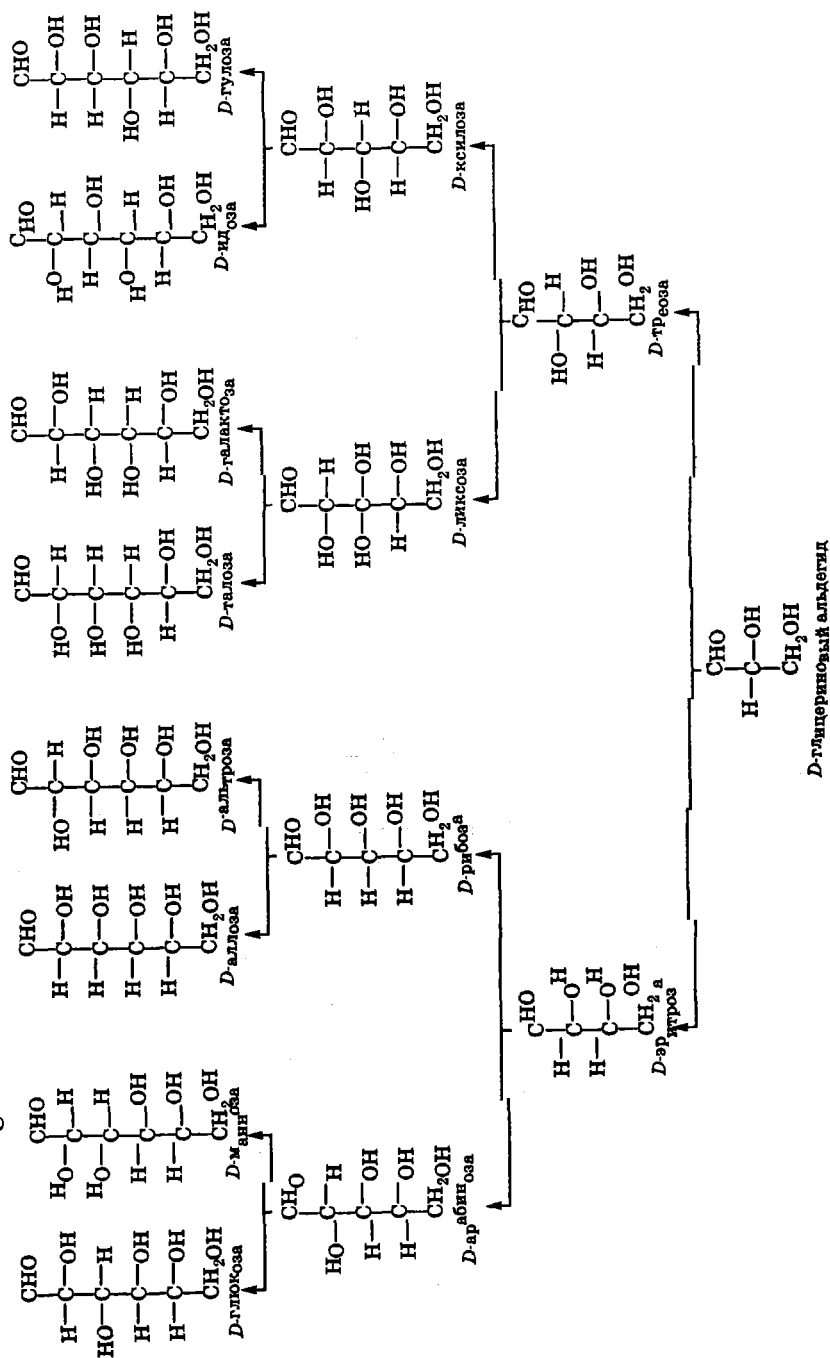 CHO
H—C—OH
HO—C—H
H—C—OH
H—C—OH
CH₂OH
D-глюкоза
CHO
HO—C—H
HO—C—H
H—C—OH
H—C—OH
CH₂OH
D-манноза
CHO
H—C—OH
H—C—OH
H—C—OH
H—C—OH
CH₂OH
D-аллоза
CHO
HO—C—H
H—C—OH
H—C—OH
H—C—OH
CH₂OH
D-альтроза
CHO
HO—C—H
HO—C—H
HO—C—H
H—C—OH
CH₂OH
D-талоза
CHO
H—C—OH
HO—C—H
HO—C—H
H—C—OH
CH₂OH
D-галактоза
CHO
HO—C—H
H—C—OH
HO—C—H
H—C—OH
CH₂OH
D-идоза
CHO
H—C—OH
H—C—OH
HO—C—H
H—C—OH
CH₂OH
D-гулоза
CHO
HO—C—H
H—C—OH
H—C—OH
CH₂OH
D-арабиноза
CHO
H—C—OH
H—C—OH
H—C—OH
CH₂OH
D-рибоза
CHO
HO—C—H
HO—C—OH
H—C—OH
CH₂OH
D-ликсоза
CHO
H—C—OH
HO—C—H
H—C—OH
CH₂OH
D-ксилоза
CHO
H—C—OH
H—C—OH
CH₂OH
D-эритроза
CHO
HO—C—H
H—C—OH
CH₂OH
D-треоза
CHO
H—C—OH
CH₂OH
D-глицериновый альдегид